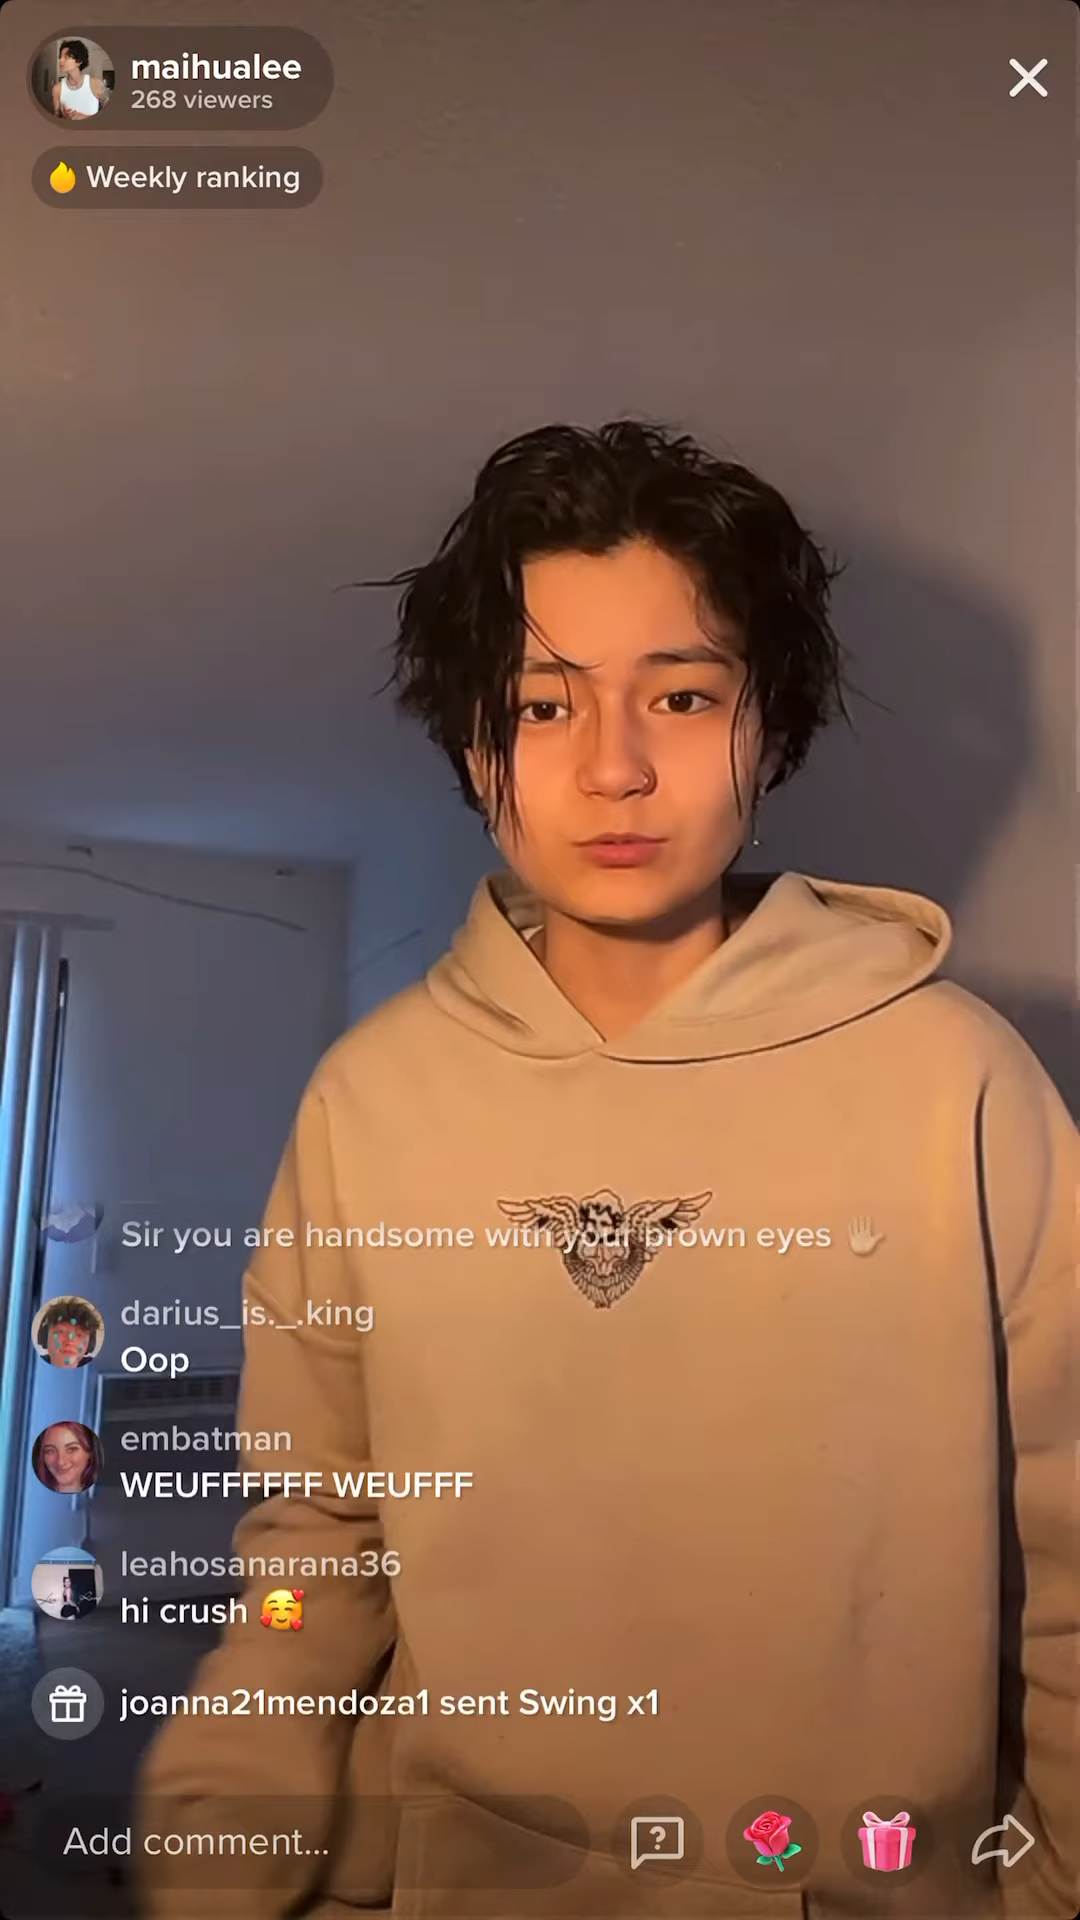 maihualee
268 viewers
Weekly ranking
Sir you are handsome with your brown eyes
darius_is._.king
Oop
embatman
WEUFFFFFF WEUFFF
leahosanarana36
hi crush
joanna21mendoza1 sent Swing x1
Add comment...